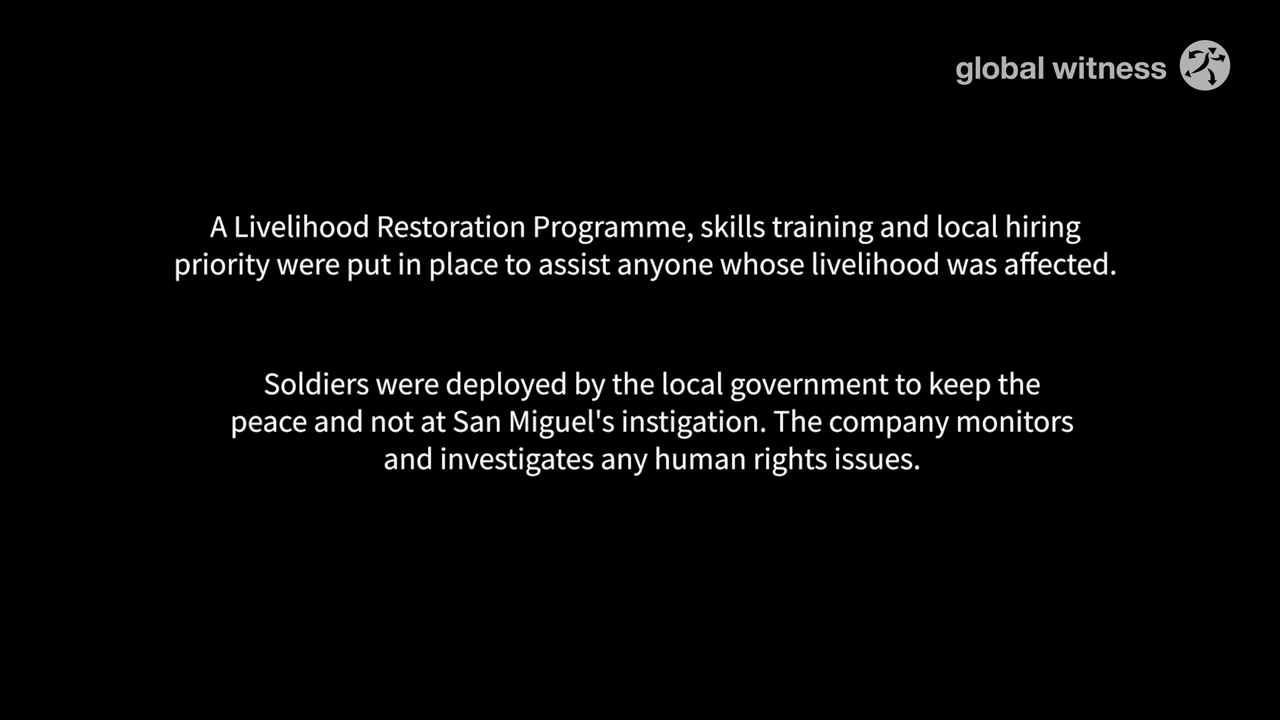 global witness
A Livelihood Restoration Programme, skills training and local hiring
priority were put in place to assist anyone whose livelihood was affected.
Soldiers were deployed by the local government to keep the
peace and not at San Miguel's instigation. The company monitors
and investigates any human rights issues.